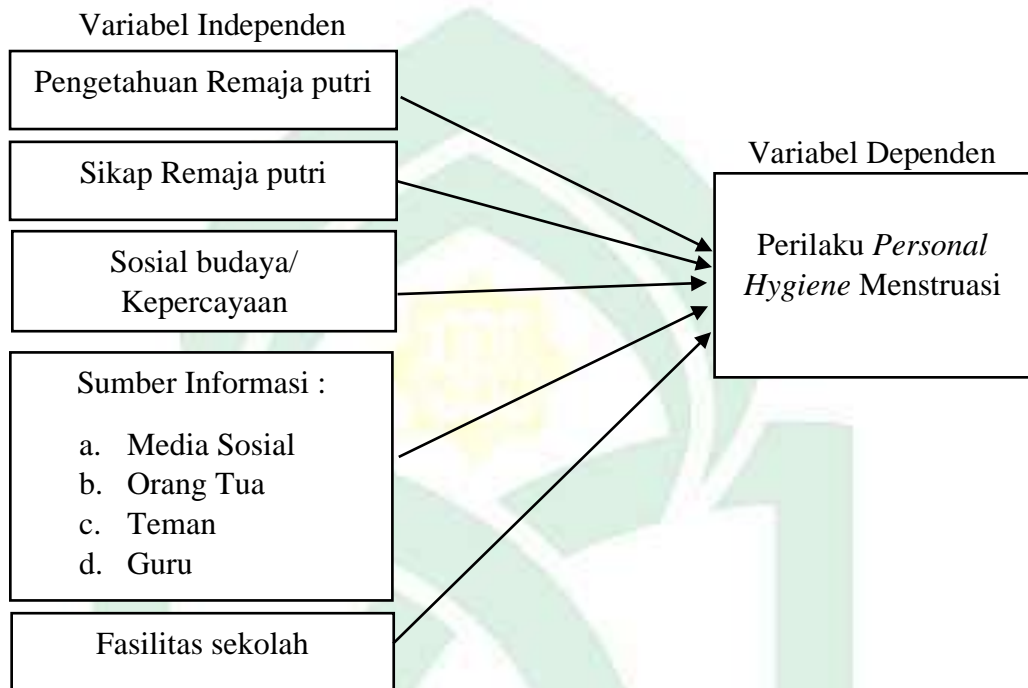 Variabel Independen
Pengetahuan Remaja putri
Sikap Remaja putri
Sosial budaya/
Kepercayaan
Sumber Informasi :
a. Media Sosial
b. Orang Tua
c. Teman
d. Guru
Fasilitas sekolah
Variabel Dependen
Perilaku Personal
Hygiene Menstruasi